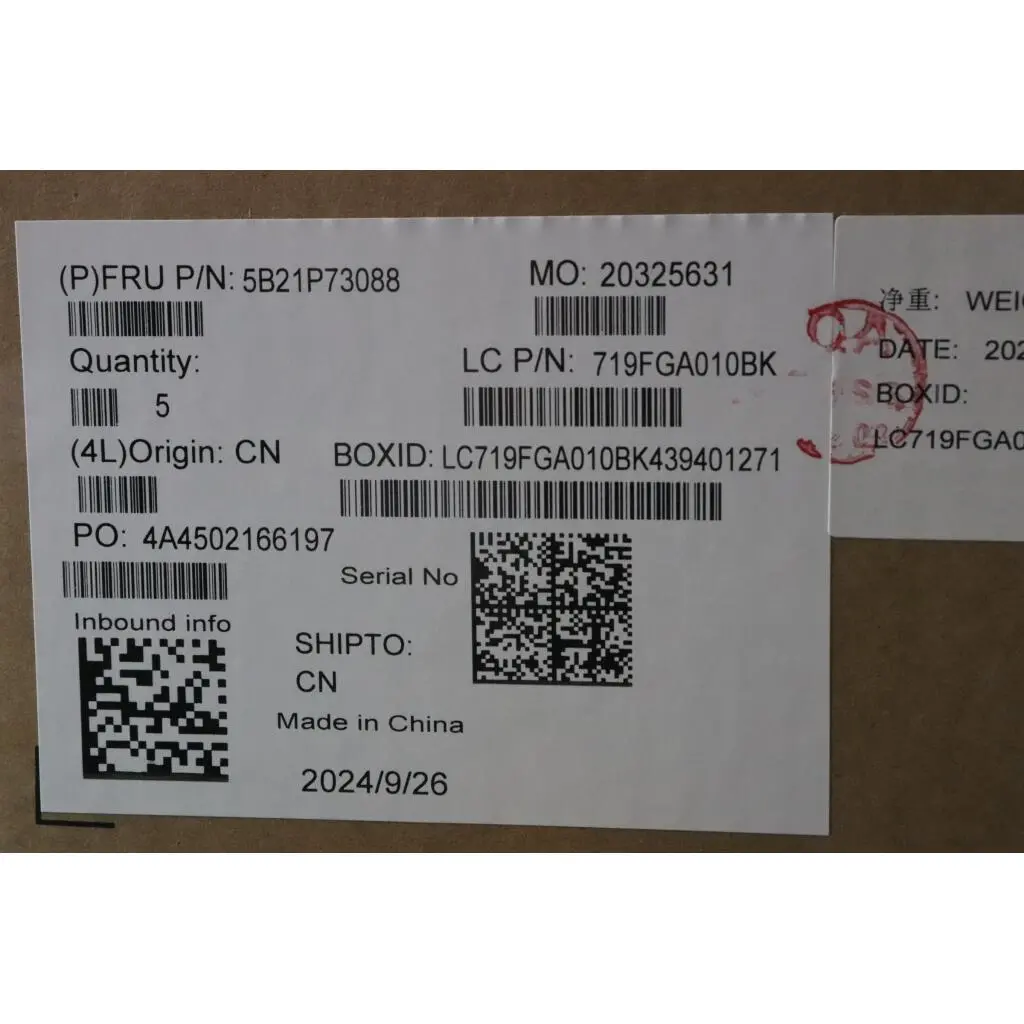 (P)FRU P/N: 5B21P73088
MO: 20325631
Quantity:
5
LC P/N: 719FGA010BK
(4L)Origin: CN
BOXID: LC719FGA010BK439401271
PO: 4A4502166197
Serial No
Inbound info
SHIPTO:
CN
Made in China
2024/9/26
净重: WEI
DATE: 202
BOXID:
LC719FGA0